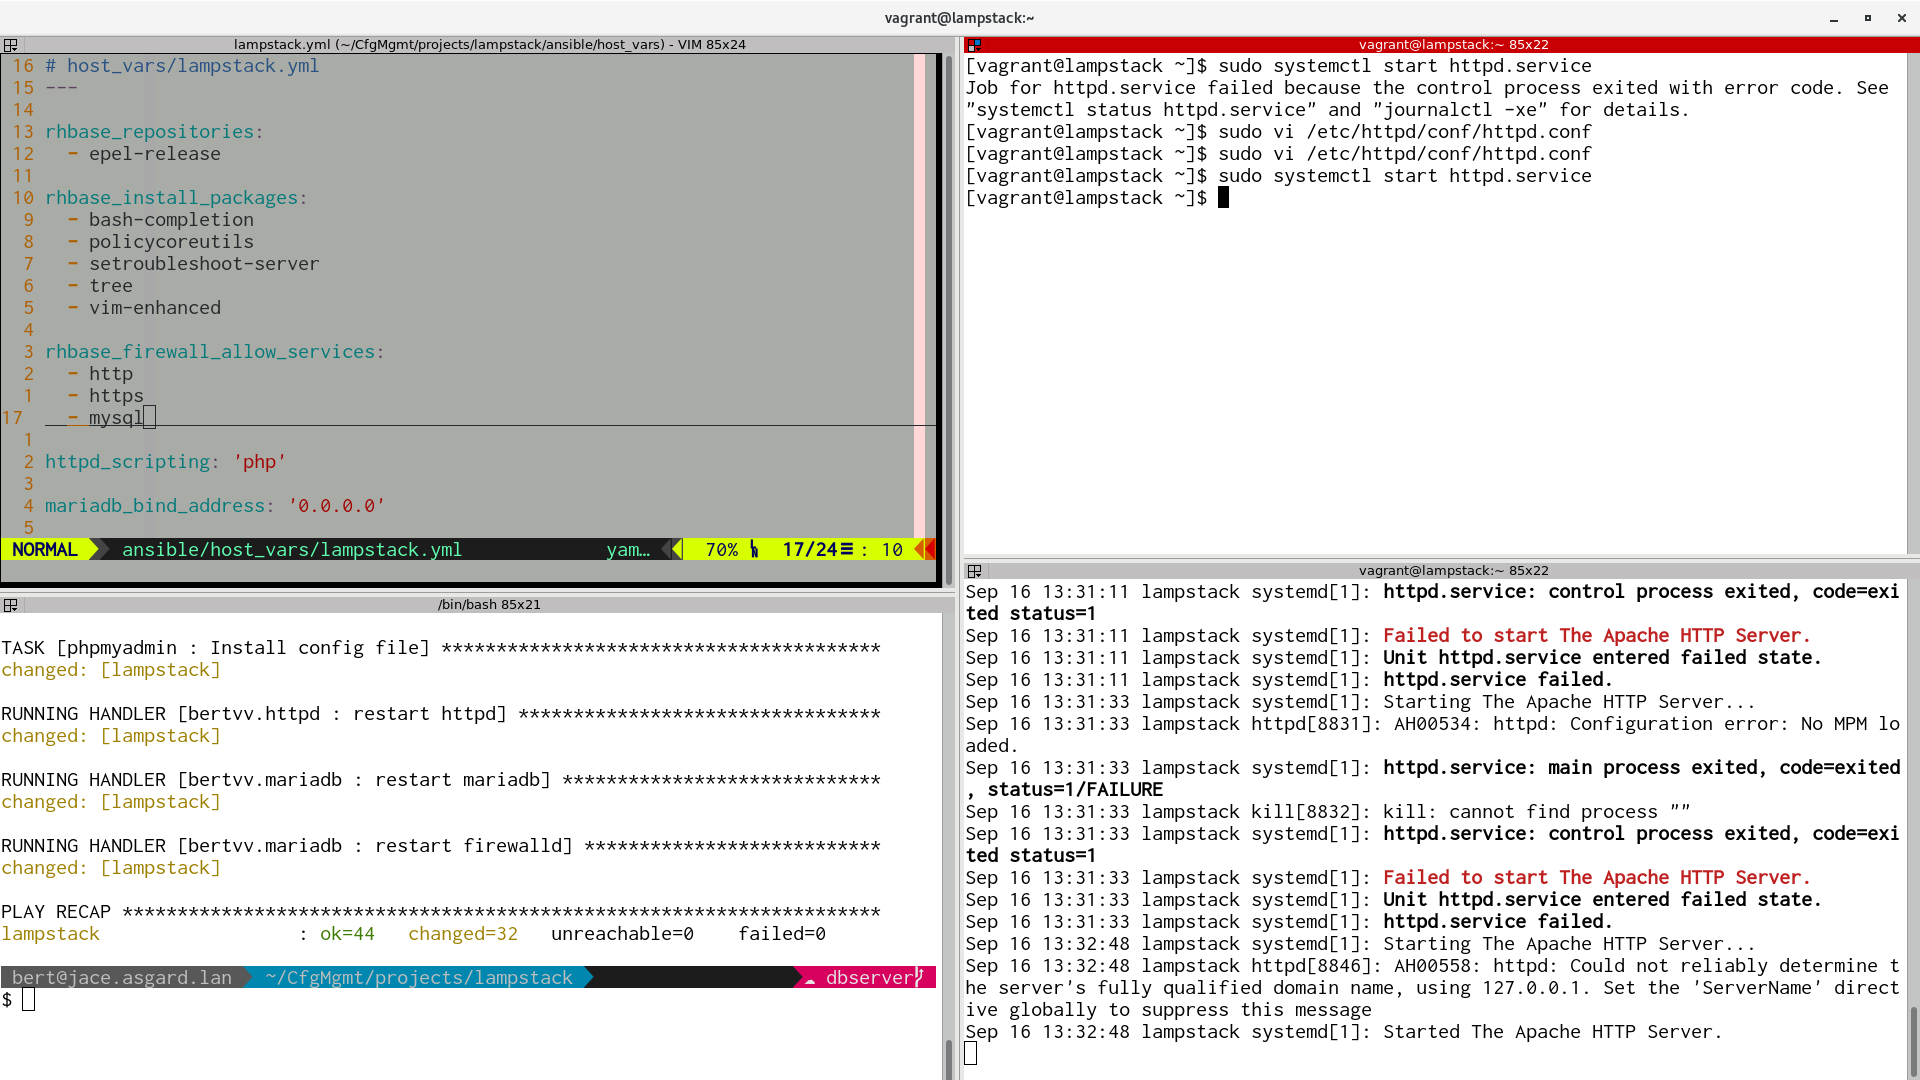 vagrant@lampstack:~
lampstack.yml (~/CfgMgmt/projects/lampstack/ansible/host_vars) - VIM 85x24
16 # host_vars/lampstack.yml
15 ---
14
13 rhbase_repositories:
12   - epel-release
11
10 rhbase_install_packages:
9   - bash-completion
8   - policycoreutils
7   - setroubleshoot-server
6   - tree
5   - vim-enhanced
4
3 rhbase_firewall_allow_services:
2   - http
1   - https
17   - mysql
1
2 httpd_scripting: 'php'
3
4 mariadb_bind_address: '0.0.0.0'
5
NORMAL ansible/host_vars/lampstack.yml yam… 70% 17/24≡ : 10
/bin/bash 85x21
TASK [phpmyadmin : Install config file] ****************************************
changed: [lampstack]
RUNNING HANDLER [bertvv.httpd : restart httpd] *********************************
changed: [lampstack]
RUNNING HANDLER [bertvv.mariadb : restart mariadb] *****************************
changed: [lampstack]
RUNNING HANDLER [bertvv.mariadb : restart firewalld] ***************************
changed: [lampstack]
PLAY RECAP *********************************************************************
lampstack                  : ok=44   changed=32   unreachable=0    failed=0
bert@jace.asgard.lan ~/CfgMgmt/projects/lampstack dbserver
$
vagrant@lampstack:~ 85x22
[vagrant@lampstack ~]$ sudo systemctl start httpd.service
Job for httpd.service failed because the control process exited with error code. See
"systemctl status httpd.service" and "journalctl -xe" for details.
[vagrant@lampstack ~]$ sudo vi /etc/httpd/conf/httpd.conf
[vagrant@lampstack ~]$ sudo vi /etc/httpd/conf/httpd.conf
[vagrant@lampstack ~]$ sudo systemctl start httpd.service
[vagrant@lampstack ~]$
vagrant@lampstack:~ 85x22
Sep 16 13:31:11 lampstack systemd[1]: httpd.service: control process exited, code=exi
ted status=1
Sep 16 13:31:11 lampstack systemd[1]: Failed to start The Apache HTTP Server.
Sep 16 13:31:11 lampstack systemd[1]: Unit httpd.service entered failed state.
Sep 16 13:31:11 lampstack systemd[1]: httpd.service failed.
Sep 16 13:31:33 lampstack systemd[1]: Starting The Apache HTTP Server...
Sep 16 13:31:33 lampstack httpd[8831]: AH00534: httpd: Configuration error: No MPM lo
aded.
Sep 16 13:31:33 lampstack systemd[1]: httpd.service: main process exited, code=exited
, status=1/FAILURE
Sep 16 13:31:33 lampstack kill[8832]: kill: cannot find process ""
Sep 16 13:31:33 lampstack systemd[1]: httpd.service: control process exited, code=exi
ted status=1
Sep 16 13:31:33 lampstack systemd[1]: Failed to start The Apache HTTP Server.
Sep 16 13:31:33 lampstack systemd[1]: Unit httpd.service entered failed state.
Sep 16 13:31:33 lampstack systemd[1]: httpd.service failed.
Sep 16 13:32:48 lampstack systemd[1]: Starting The Apache HTTP Server...
Sep 16 13:32:48 lampstack httpd[8846]: AH00558: httpd: Could not reliably determine t
he server's fully qualified domain name, using 127.0.0.1. Set the 'ServerName' direct
ive globally to suppress this message
Sep 16 13:32:48 lampstack systemd[1]: Started The Apache HTTP Server.